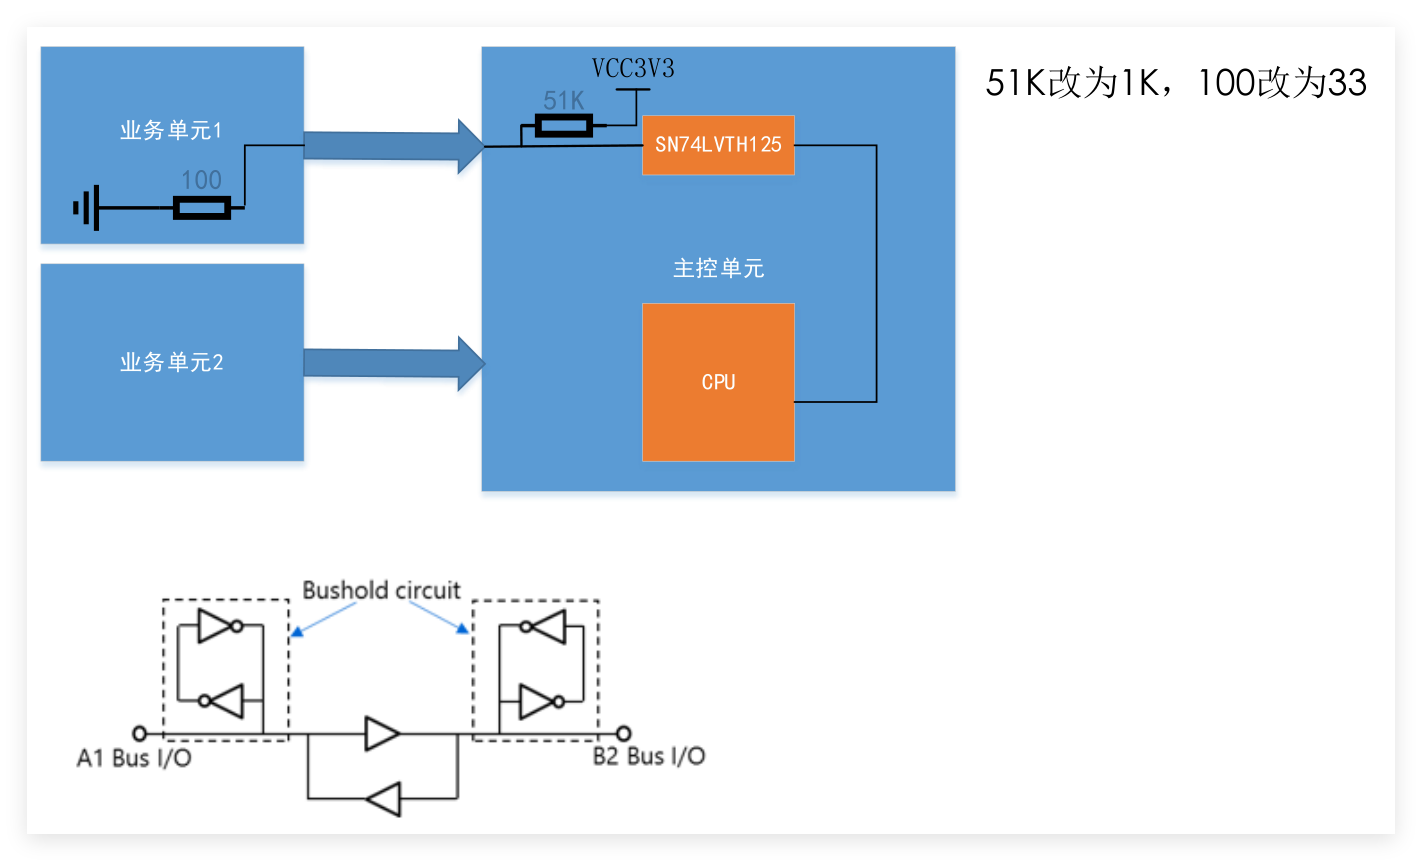 VCC3V3
51K改为1K，100改为33
51K
业务单元1
SN74LVTH125
100
主控单元
业务单元2
CPU
Bushold circuit
A1 Bus I/O
B2 Bus I/O